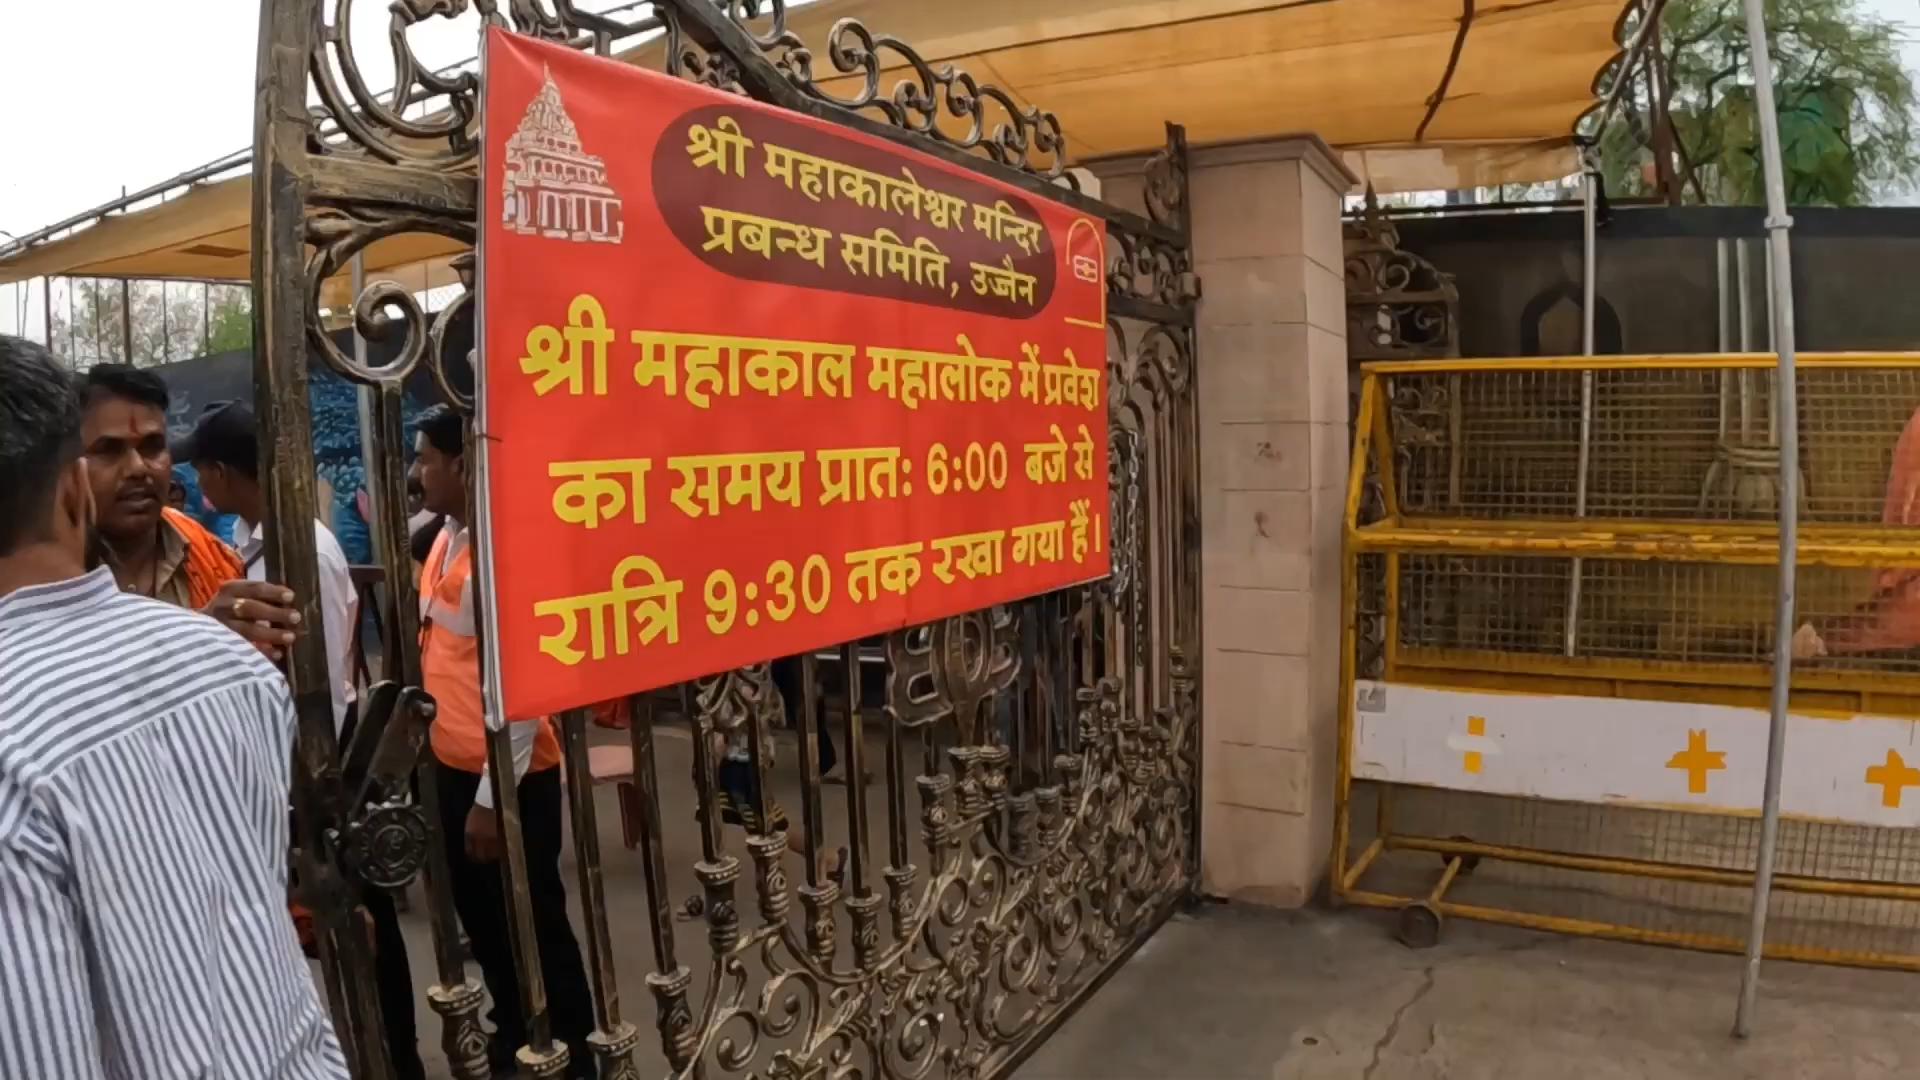 श्री महाकालेश्वर मन्दिर
प्रबन्ध समिति, उज्जैन
श्री महाकाल महालोक में प्रवेश
का समय प्रात: 6:00 बजे से
रात्रि 9:30 तक रखा गया हैं।